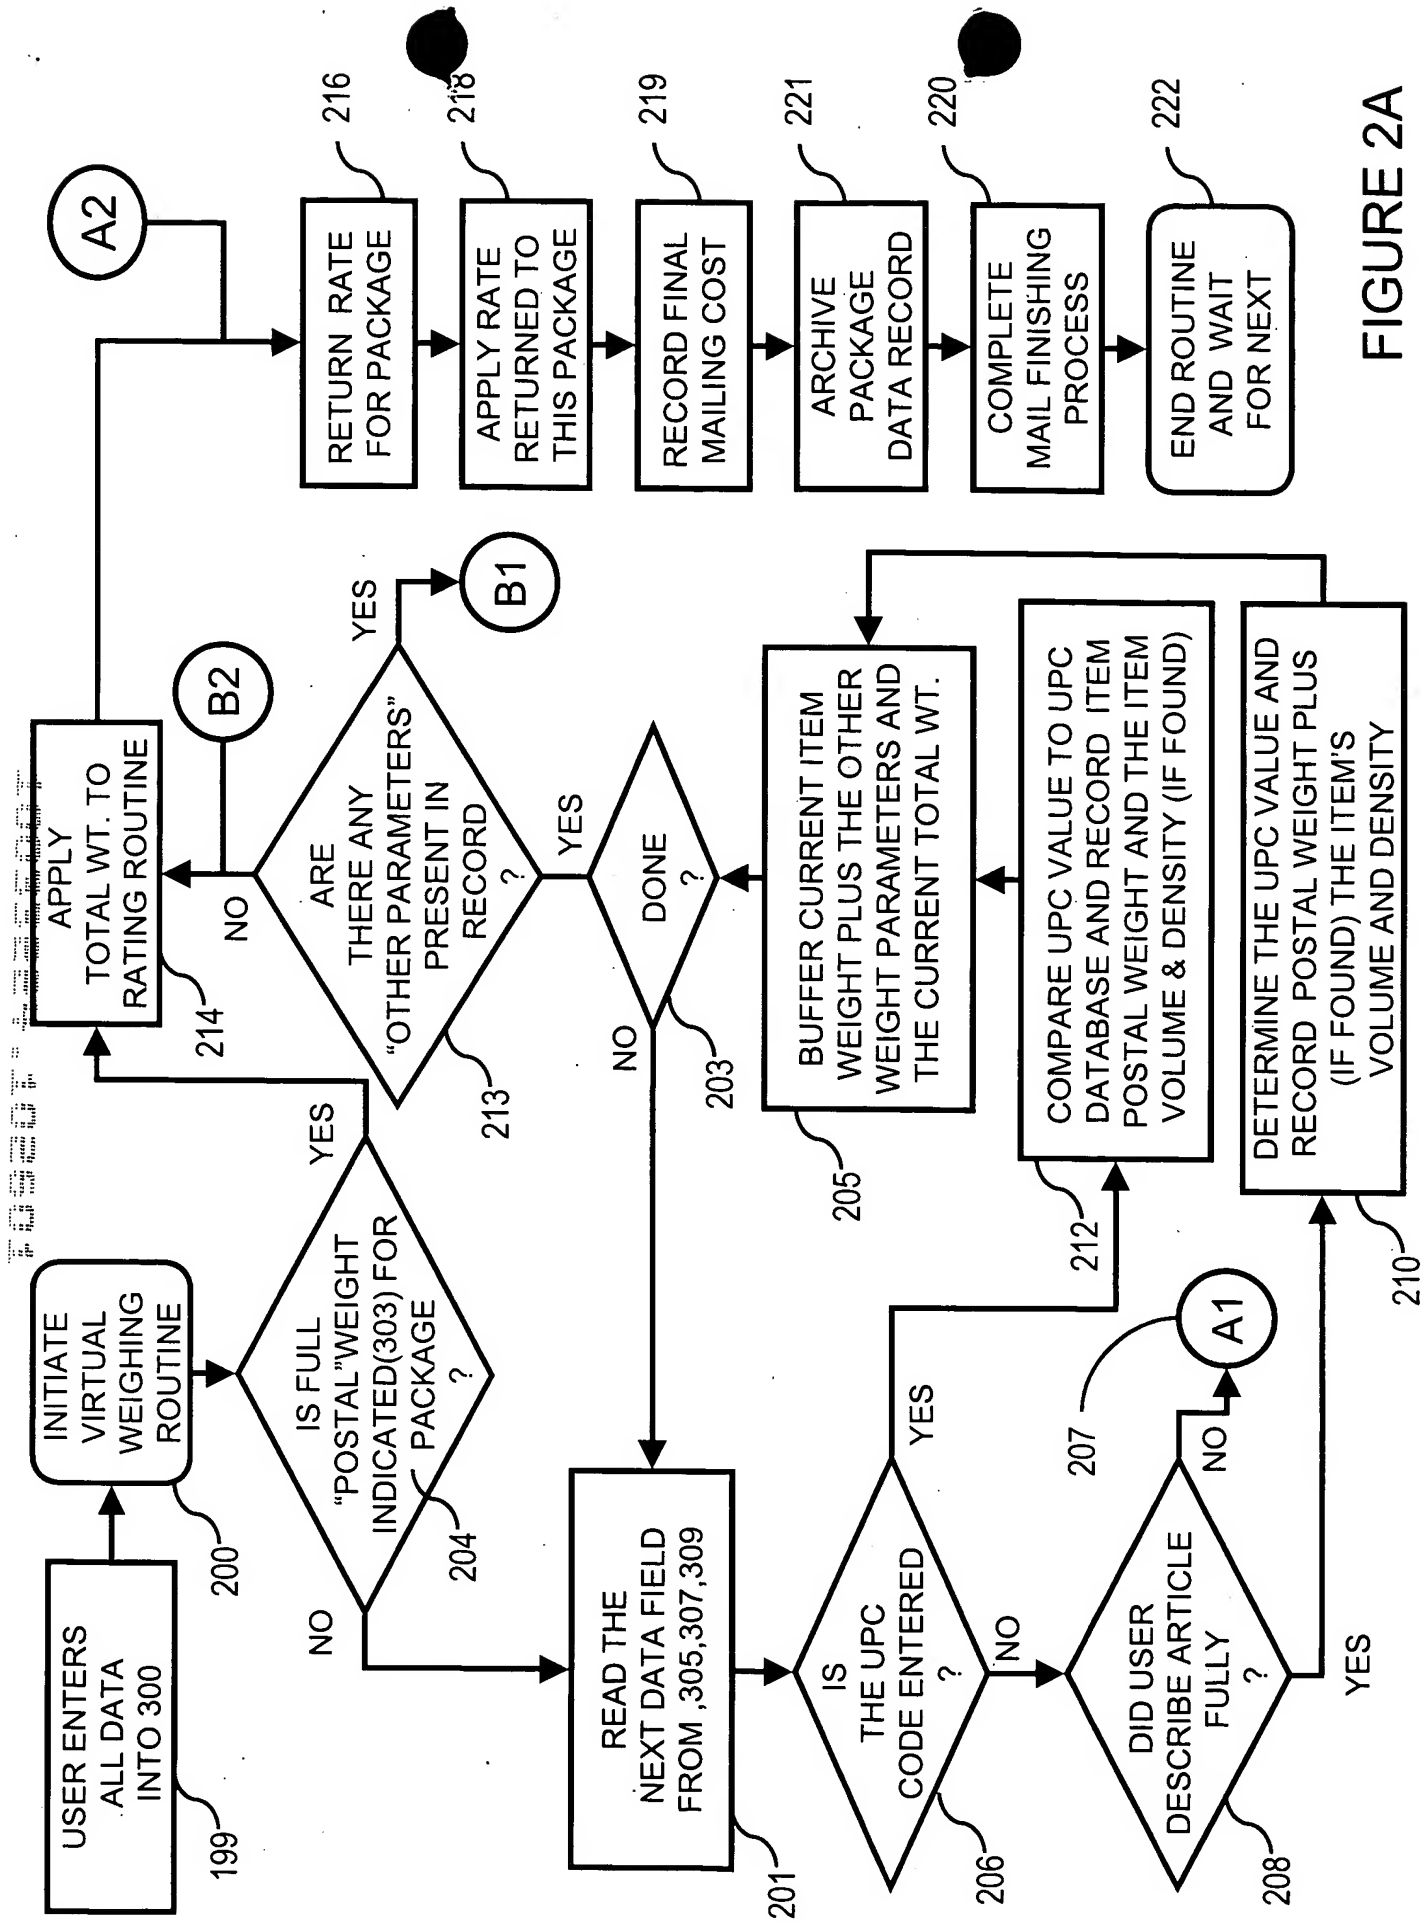 USER ENTERS
ALL DATA
INTO 300
199
INITIATE
VIRTUAL
WEIGHING
ROUTINE
200
IS FULL
“POSTAL”WEIGHT
INDICATED(303) FOR
PACKAGE
?
204
YES
NO
APPLY
TOTAL WT. TO
RATING ROUTINE
214
B2
NO
ARE
THERE ANY
“OTHER PARAMETERS”
PRESENT IN
RECORD
?
213
YES
B1
YES
DONE
?
203
NO
READ THE
NEXT DATA FIELD
FROM ,305,307,309
201
IS
THE UPC
CODE ENTERED
?
206
YES
NO
DID USER
DESCRIBE ARTICLE
FULLY
?
208
NO
YES
207
A1
BUFFER CURRENT ITEM
WEIGHT PLUS THE OTHER
WEIGHT PARAMETERS AND
THE CURRENT TOTAL WT.
205
COMPARE UPC VALUE TO UPC
DATABASE AND RECORD ITEM
POSTAL WEIGHT AND THE ITEM
VOLUME & DENSITY (IF FOUND)
212
DETERMINE THE UPC VALUE AND
RECORD POSTAL WEIGHT PLUS
(IF FOUND) THE ITEM'S
VOLUME AND DENSITY
210
A2
RETURN RATE
FOR PACKAGE
216
APPLY RATE
RETURNED TO
THIS PACKAGE
218
RECORD FINAL
MAILING COST
219
ARCHIVE
PACKAGE
DATA RECORD
221
COMPLETE
MAIL FINISHING
PROCESS
220
END ROUTINE
AND WAIT
FOR NEXT
222
FIGURE 2A